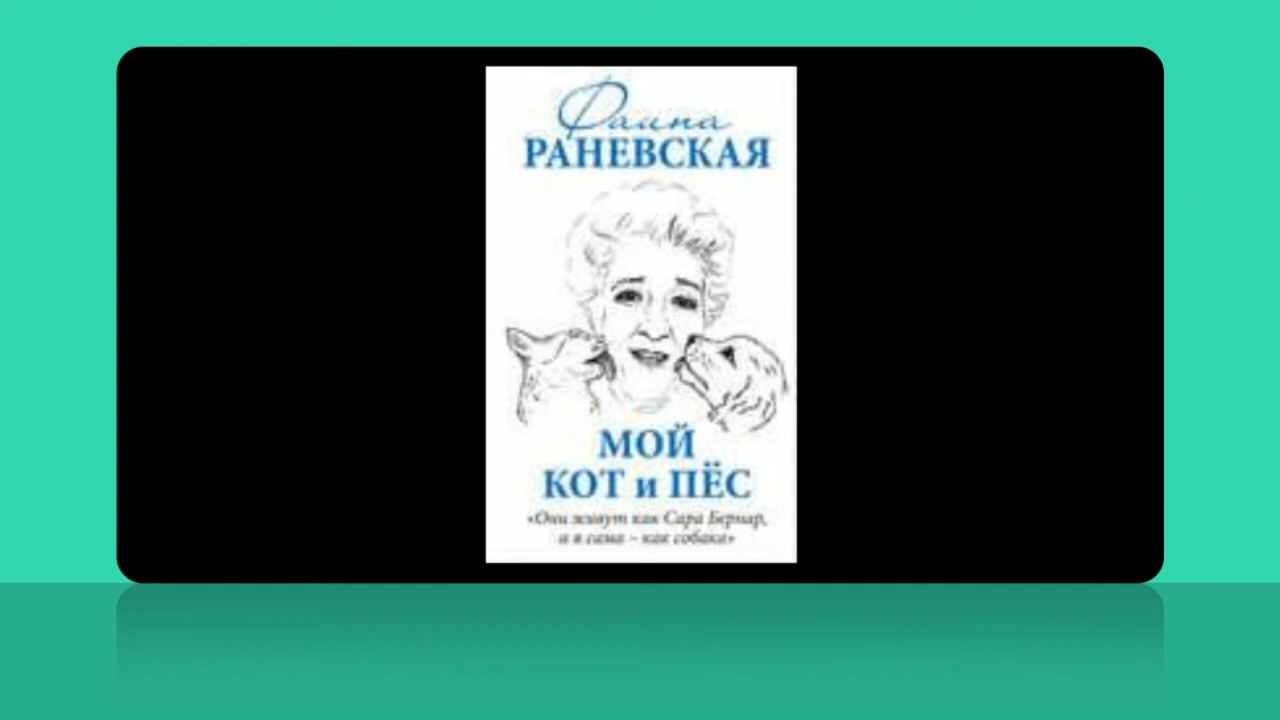 Фаина
РАНЕВСКАЯ
МОЙ
КОТ и ПЁС
«Они живут как Сара Бернар,
а я сама – как собака»